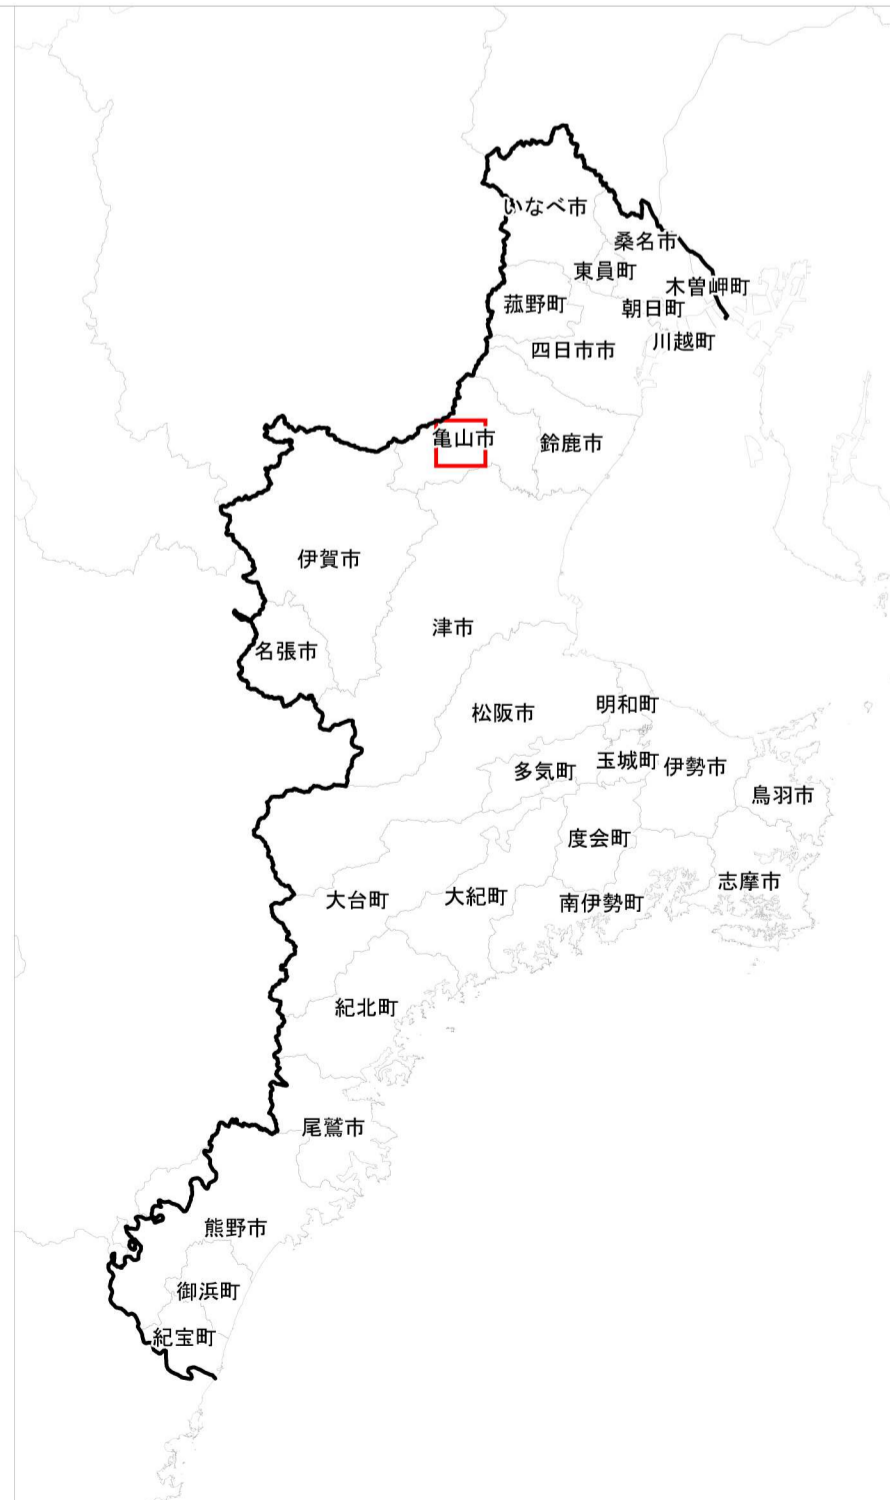 いなべ市
桑名市
東員町
木曽岬町
菰野町
朝日町
川越町
四日市市
亀山市
鈴鹿市
伊賀市
津市
名張市
松阪市
明和町
多気町
玉城町
伊勢市
鳥羽市
度会町
志摩市
大台町
大紀町
南伊勢町
紀北町
尾鷲市
熊野市
御浜町
紀宝町